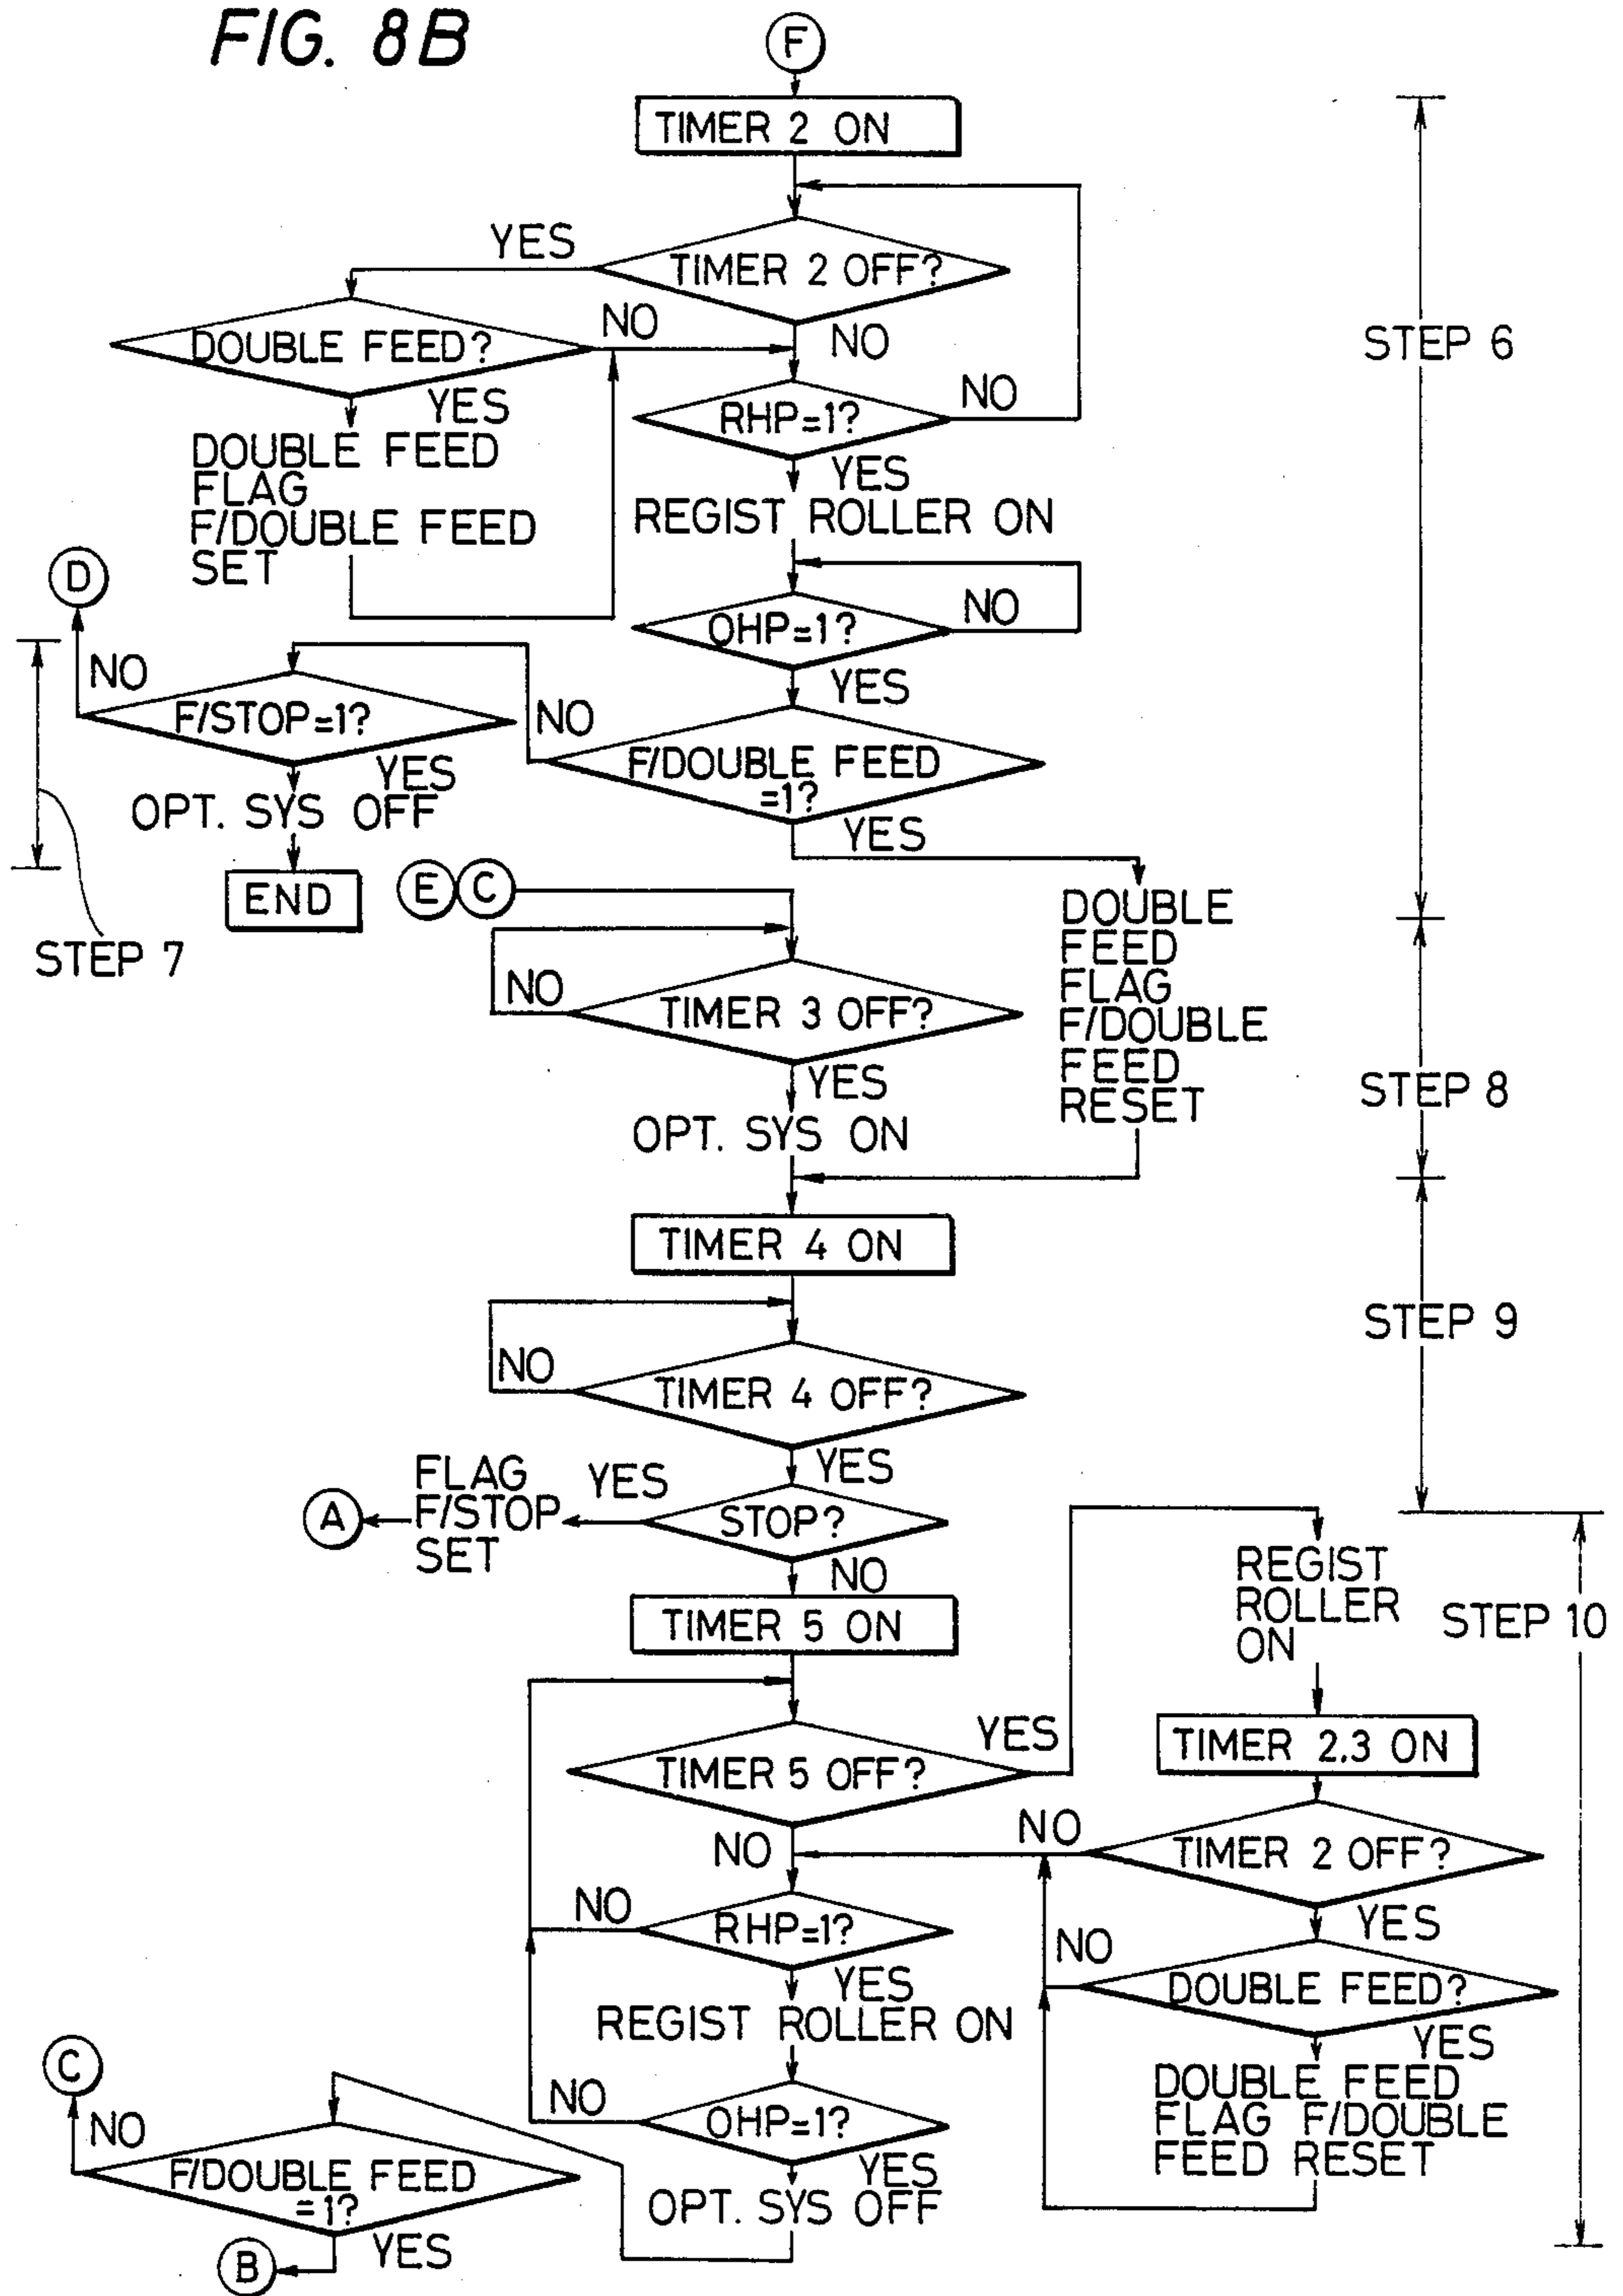 FIG. 8B
F
TIMER 2 ON
YES
TIMER 2 OFF?
DOUBLE FEED?
NO
NO
STEP 6
YES
RHP=1?
NO
DOUBLE FEED
FLAG
F/DOUBLE FEED
SET
YES
REGIST ROLLER ON
D
OHP=1?
NO
NO
YES
F/STOP=1?
NO
YES
F/DOUBLE FEED
=1?
OPT. SYS OFF
YES
END
E
C
STEP 7
DOUBLE
FEED
FLAG
F/DOUBLE
FEED
RESET
NO
TIMER 3 OFF?
YES
STEP 8
OPT. SYS ON
TIMER 4 ON
STEP 9
NO
TIMER 4 OFF?
YES
FLAG
F/STOP
SET
YES
A
STOP?
NO
REGIST
ROLLER
ON
STEP 10
TIMER 5 ON
YES
TIMER 2.3 ON
TIMER 5 OFF?
NO
NO
TIMER 2 OFF?
YES
NO
RHP=1?
NO
YES
DOUBLE FEED?
REGIST ROLLER ON
YES
C
NO
NO
OHP=1?
DOUBLE FEED
FLAG F/DOUBLE
FEED RESET
F/DOUBLE FEED
=1?
YES
OPT. SYS OFF
YES
B